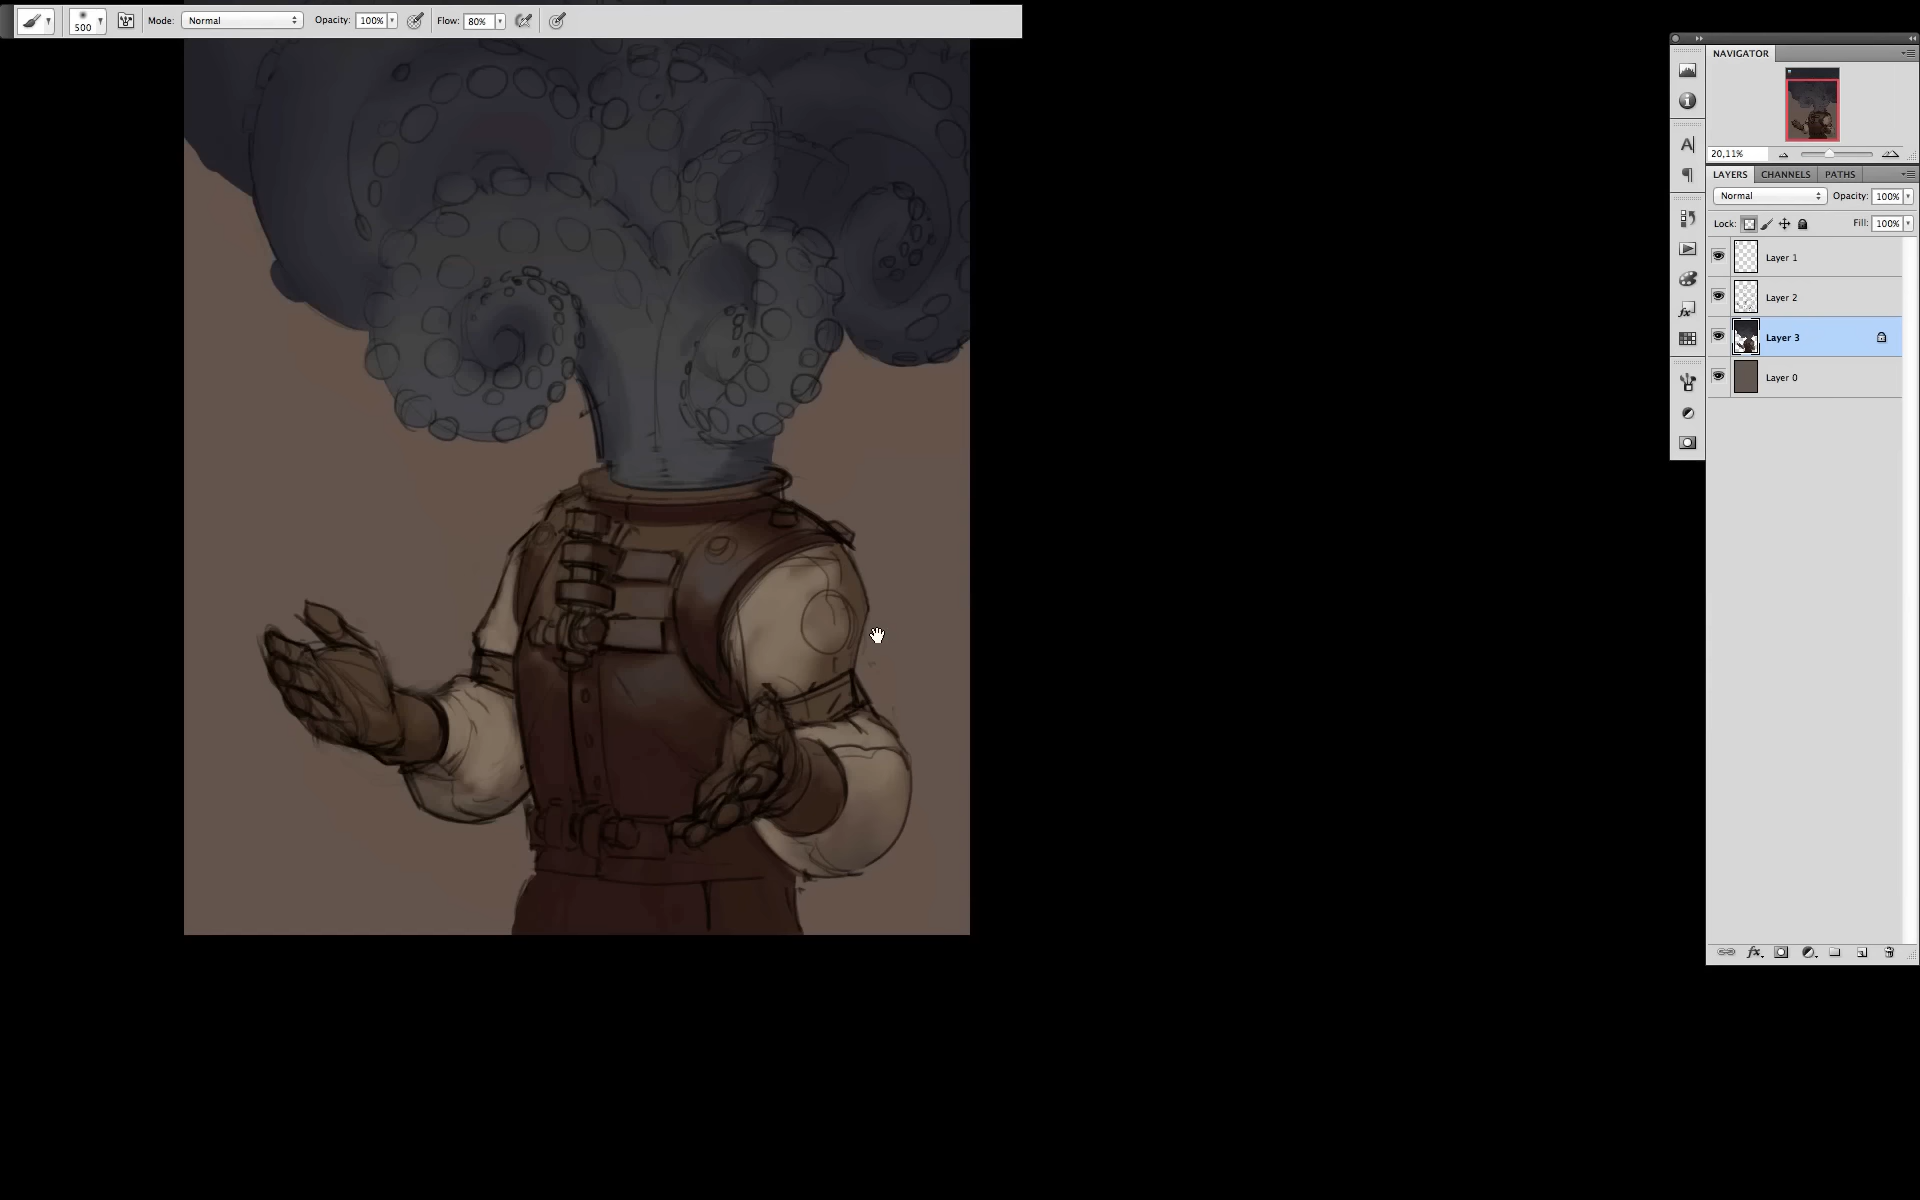 500 Mode: Normal Opacity: 100% Flow: 80%
NAVIGATOR
20,11%
LAYERS CHANNELS PATHS
Normal Opacity: 100%
Lock: Fill: 100%
Layer 1
Layer 2
Layer 3
Layer 0